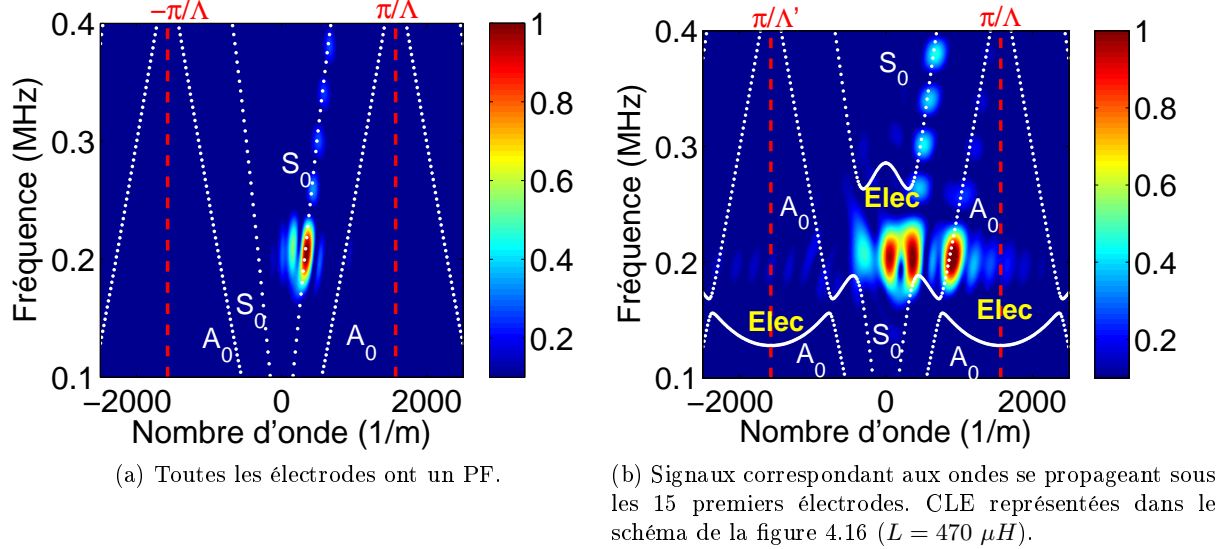 −π/Λ
π/Λ
0.4
0.3
0.2
0.1
Fréquence (MHz)
S₀
S₀
A₀
A₀
−2000
0
2000
Nombre d'onde (1/m)
1
0.8
0.6
0.4
0.2
(a) Toutes les électrodes ont un PF.
π/Λ'
π/Λ
0.4
0.3
0.2
0.1
Fréquence (MHz)
S₀
Elec
A₀
A₀
Elec
Elec
A₀
S₀
A₀
−2000
0
2000
Nombre d'onde (1/m)
1
0.8
0.6
0.4
0.2
(b) Signaux correspondant aux ondes se propageant sous
les 15 premiers électrodes. CLE représentées dans le
schéma de la figure 4.16 (L = 470 μH).